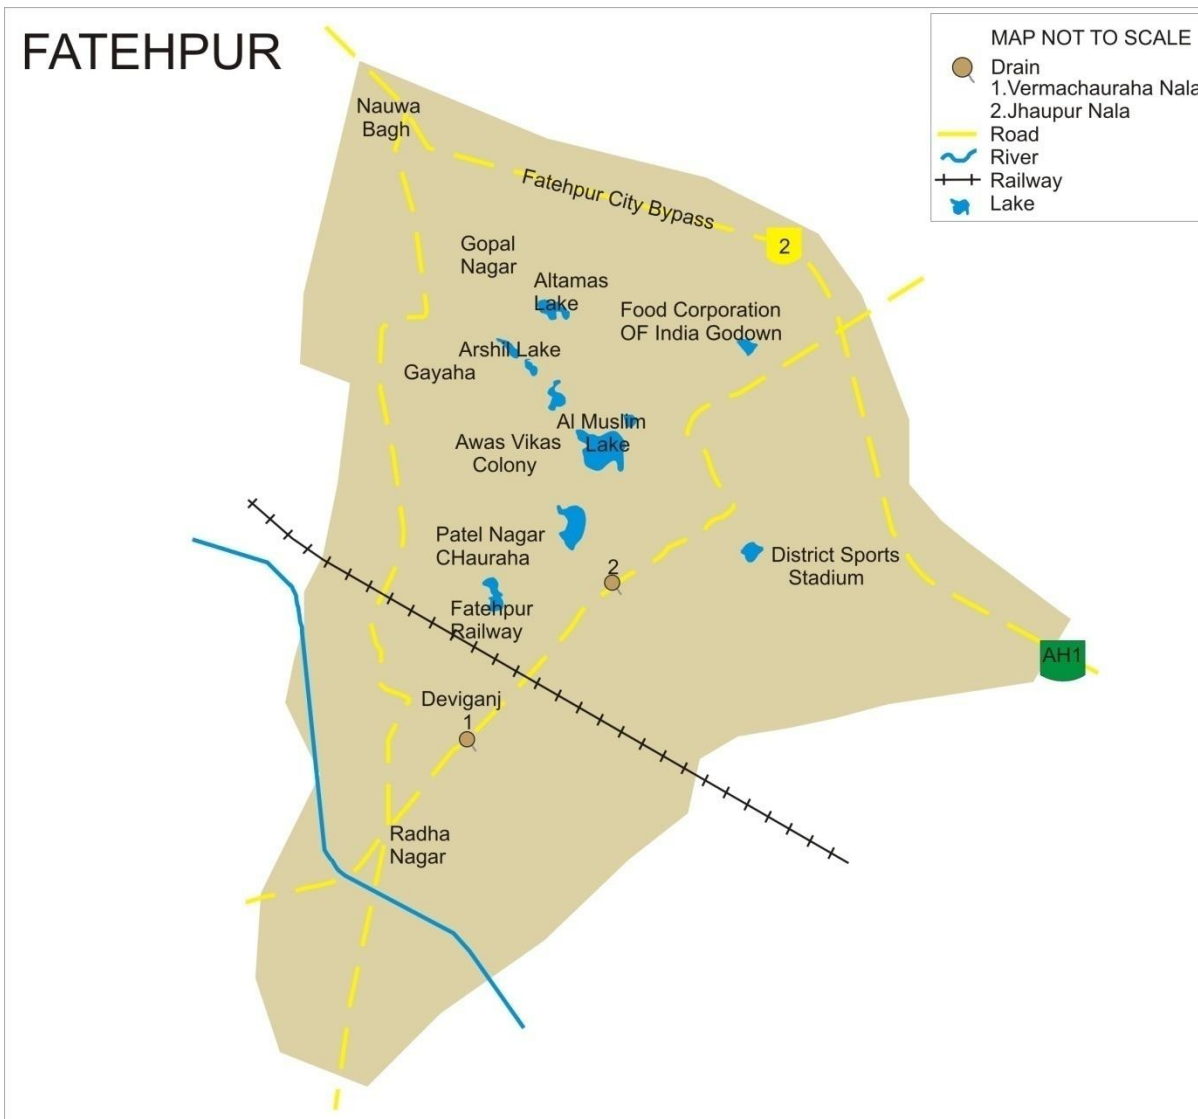 FATEHPUR
MAP NOT TO SCALE
Drain
1.Vermachauraha Nala
2.Jhaupur Nala
Road
River
Railway
Lake
Nauwa
Bagh
Fatehpur City Bypass
2
Gopal
Nagar
Altamas
Lake
Food Corporation
OF India Godown
Arshil Lake
Gayaha
Al Muslim
Lake
Awas Vikas
Colony
Patel Nagar
CHauraha
2
District Sports
Stadium
Fatehpur
Railway
AH1
Deviganj
1
Radha
Nagar